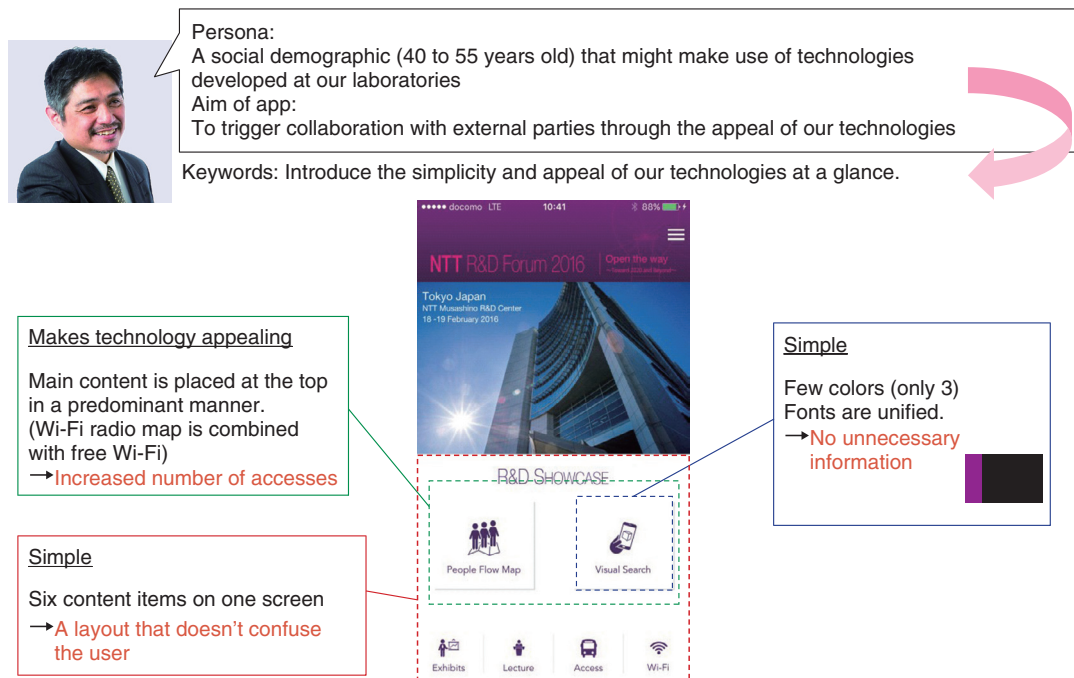 Persona:
A social demographic (40 to 55 years old) that might make use of technologies
developed at our laboratories
Aim of app:
To trigger collaboration with external parties through the appeal of our technologies
Keywords: Introduce the simplicity and appeal of our technologies at a glance.
docomo LTE 10:41 88%
NTT R&D Forum 2016 Open the way
Tokyo Japan
NTT Musashino R&D Center
18 -19 February 2016
Makes technology appealing
Main content is placed at the top
in a predominant manner.
(Wi-Fi radio map is combined
with free Wi-Fi)
→Increased number of accesses
Simple
Few colors (only 3)
Fonts are unified.
→No unnecessary
information
R&D SHOWCASE
People Flow Map
Visual Search
Simple
Six content items on one screen
→A layout that doesn't confuse
the user
Exhibits Lecture Access Wi-Fi